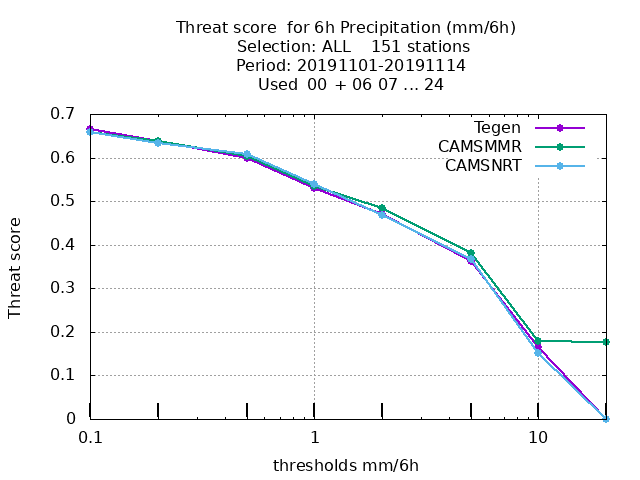 Threat score  for 6h Precipitation (mm/6h)
Selection: ALL    151 stations
Period: 20191101-20191114
Used  00  + 06 07 ... 24
Tegen
CAMSMMR
CAMSNRT
Threat score
0.7
0.6
0.5
0.4
0.3
0.2
0.1
0
0.1 1 10
thresholds mm/6h